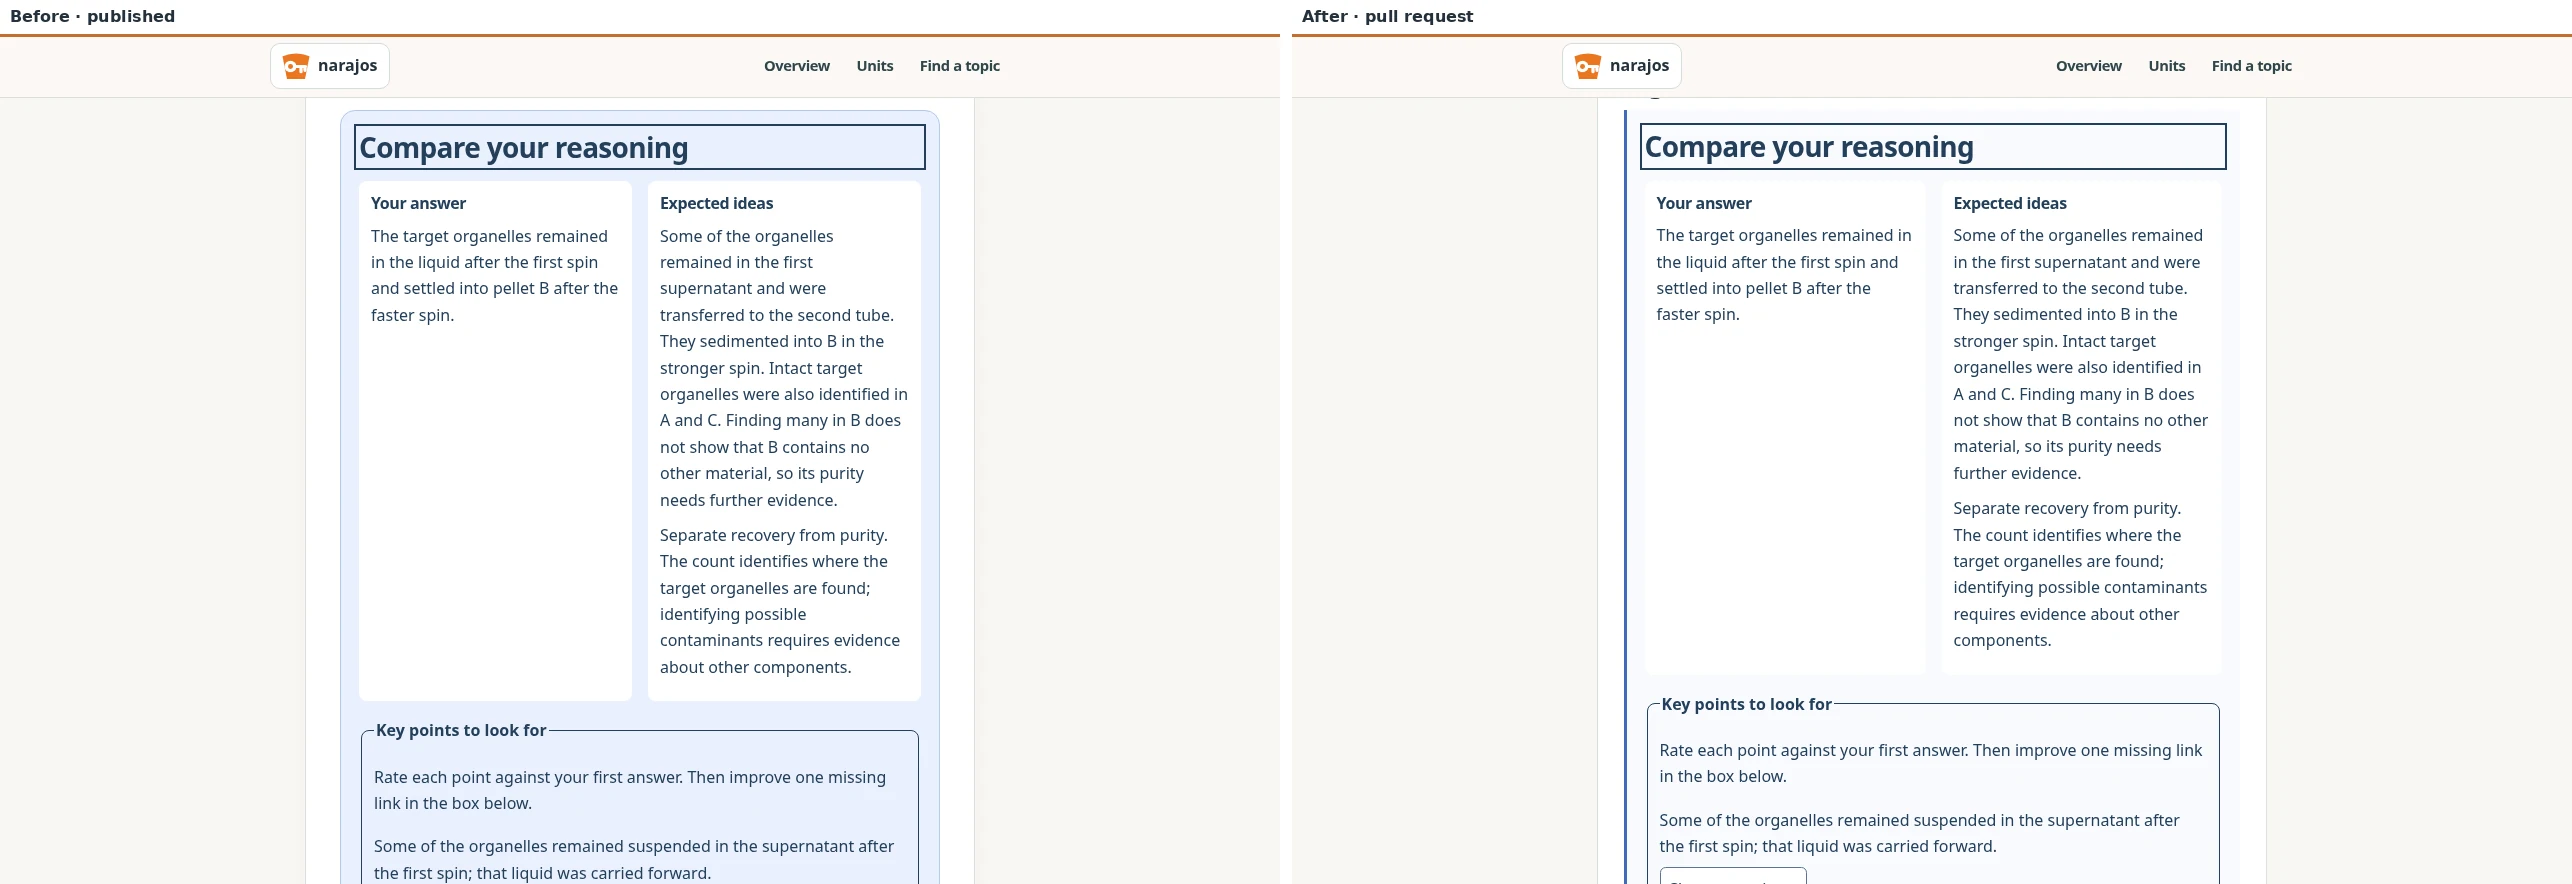 Before · published
narajos
Overview
Units
Find a topic
Compare your reasoning
Your answer
The target organelles remained
in the liquid after the first spin
and settled into pellet B after the
faster spin.
Expected ideas
Some of the organelles
remained in the first
supernatant and were
transferred to the second tube.
They sedimented into B in the
stronger spin. Intact target
organelles were also identified in
A and C. Finding many in B does
not show that B contains no
other material, so its purity
needs further evidence.
Separate recovery from purity.
The count identifies where the
target organelles are found;
identifying possible
contaminants requires evidence
about other components.
Key points to look for
Rate each point against your first answer. Then improve one missing
link in the box below.
Some of the organelles remained suspended in the supernatant after
the first spin; that liquid was carried forward.
After · pull request
narajos
Overview
Units
Find a topic
Compare your reasoning
Your answer
The target organelles remained in
the liquid after the first spin and
settled into pellet B after the
faster spin.
Expected ideas
Some of the organelles remained
in the first supernatant and were
transferred to the second tube.
They sedimented into B in the
stronger spin. Intact target
organelles were also identified in
A and C. Finding many in B does
not show that B contains no other
material, so its purity needs
further evidence.
Separate recovery from purity.
The count identifies where the
target organelles are found;
identifying possible contaminants
requires evidence about other
components.
Key points to look for
Rate each point against your first answer. Then improve one missing link
in the box below.
Some of the organelles remained suspended in the supernatant after
the first spin; that liquid was carried forward.